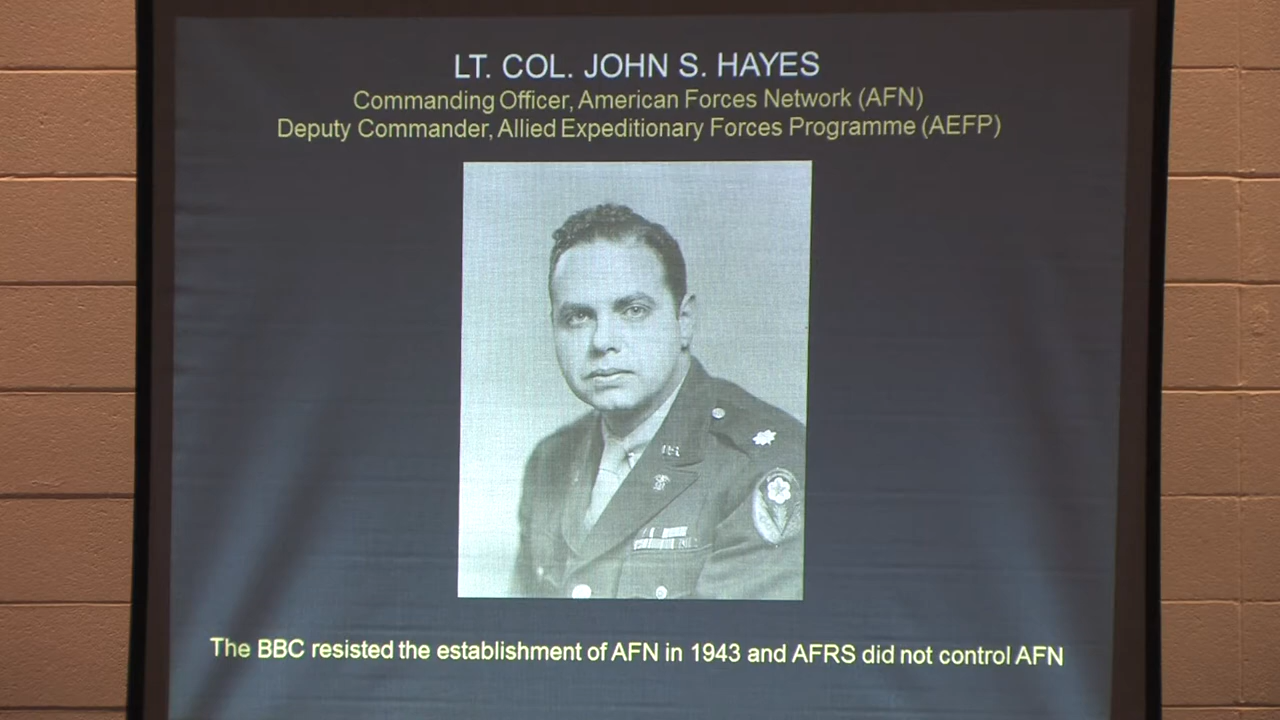 LT. COL. JOHN S. HAYES
Commanding Officer, American Forces Network (AFN)
Deputy Commander, Allied Expeditionary Forces Programme (AEFP)
The BBC resisted the establishment of AFN in 1943 and AFRS did not control AFN